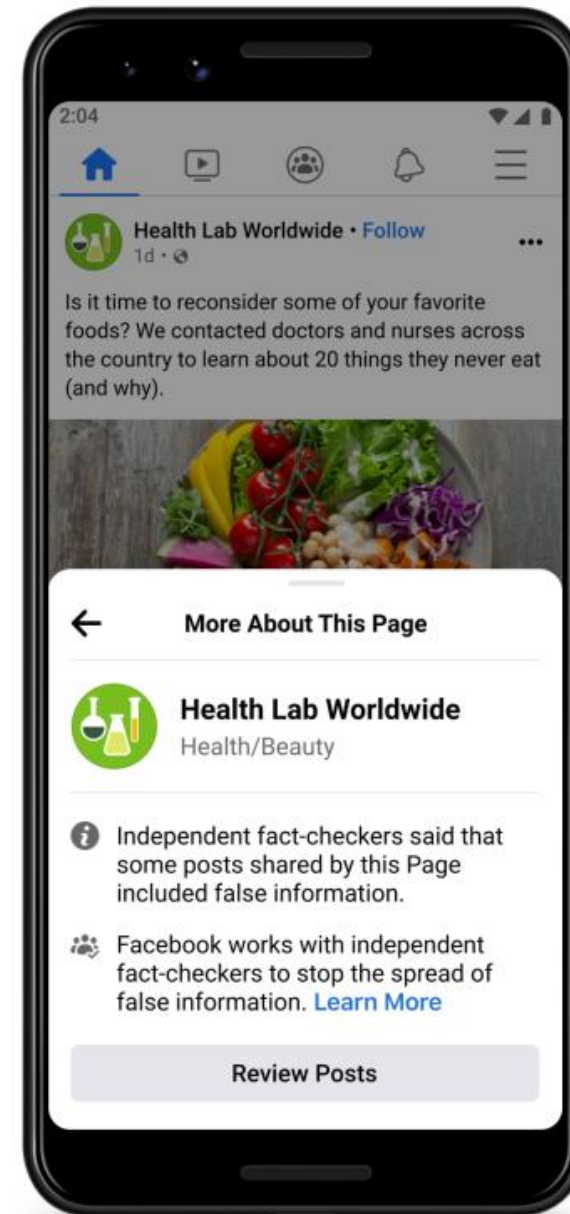 2:04
Health Lab Worldwide • Follow
1d •
Is it time to reconsider some of your favorite
foods? We contacted doctors and nurses across
the country to learn about 20 things they never eat
(and why).
More About This Page
Health Lab Worldwide
Health/Beauty
Independent fact-checkers said that
some posts shared by this Page
included false information.
Facebook works with independent
fact-checkers to stop the spread of
false information. Learn More
Review Posts